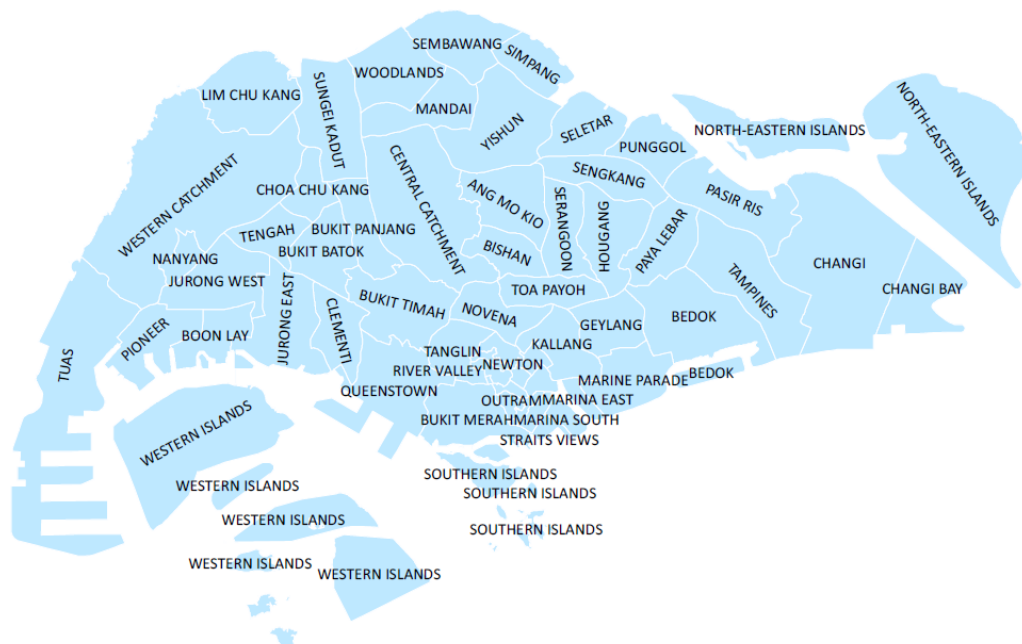 SEMBAWANG
SIMPANG
WOODLANDS
LIM CHU KANG
SUNGEI KADUT
MANDAI
YISHUN
SELETAR
NORTH-EASTERN ISLANDS
NORTH-EASTERN ISLANDS
PUNGGOL
WESTERN CATCHMENT
CHOA CHU KANG
CENTRAL CATCHMENT
ANG MO KIO
SENGKANG
SERANGOON
HOUGANG
PASIR RIS
PAYA LEBAR
TENGAH
BUKIT PANJANG
BUKIT BATOK
BISHAN
NANYANG
JURONG WEST
TOA PAYOH
TAMPINES
CHANGI
CHANGI BAY
JURONG EAST
CLEMENTI
BUKIT TIMAH
NOVENA
GEYLANG
BEDOK
PIONEER
BOON LAY
KALLANG
TUAS
TANGLIN
RIVER VALLEY
NEWTON
MARINE PARADE
BEDOK
QUEENSTOWN
OUTRAM
MARINA EAST
BUKIT MERAH
MARINA SOUTH
STRAITS VIEWS
WESTERN ISLANDS
SOUTHERN ISLANDS
WESTERN ISLANDS
SOUTHERN ISLANDS
WESTERN ISLANDS
SOUTHERN ISLANDS
WESTERN ISLANDS
WESTERN ISLANDS